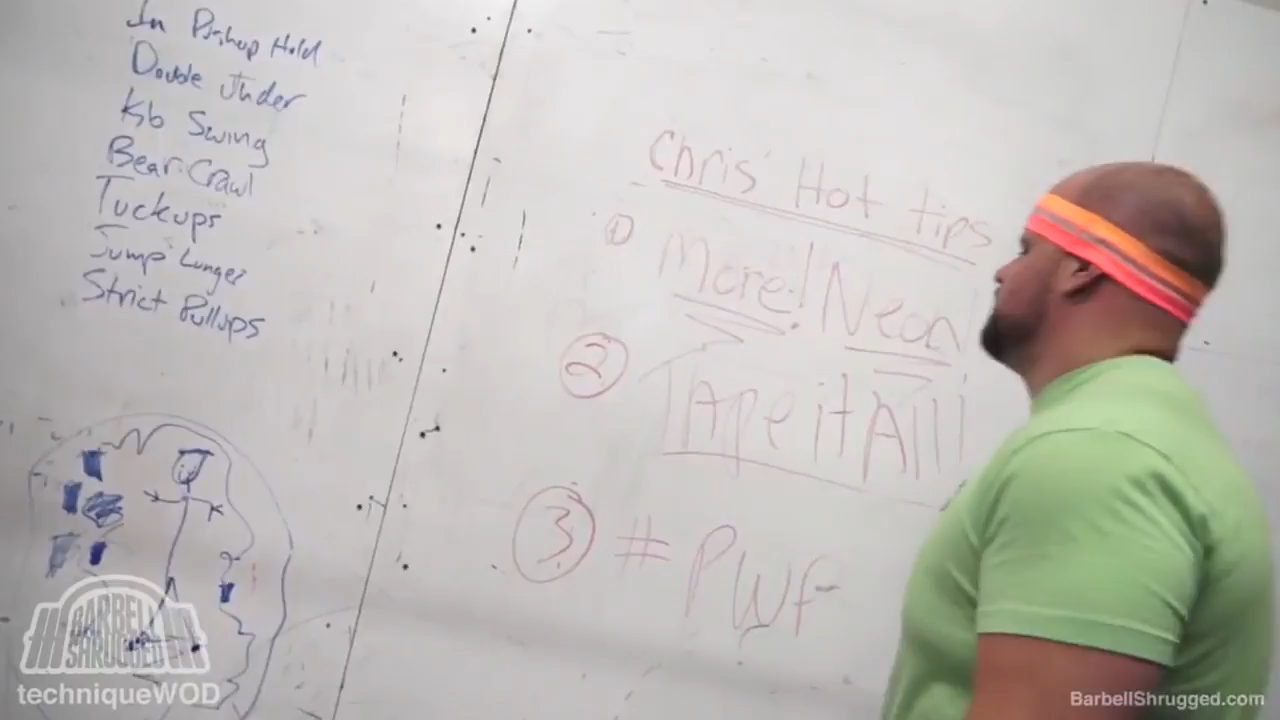 In Pushup Hold
Double Under
Kb Swing
Bear Crawl
Tuckups
Jump Lunges
Strict Pullups
Chris' Hot tips
1) More! Neon
2 Tape it All!
3 # PWF
BARBELL
SHRUGGED
techniqueWOD
BarbellShrugged.com